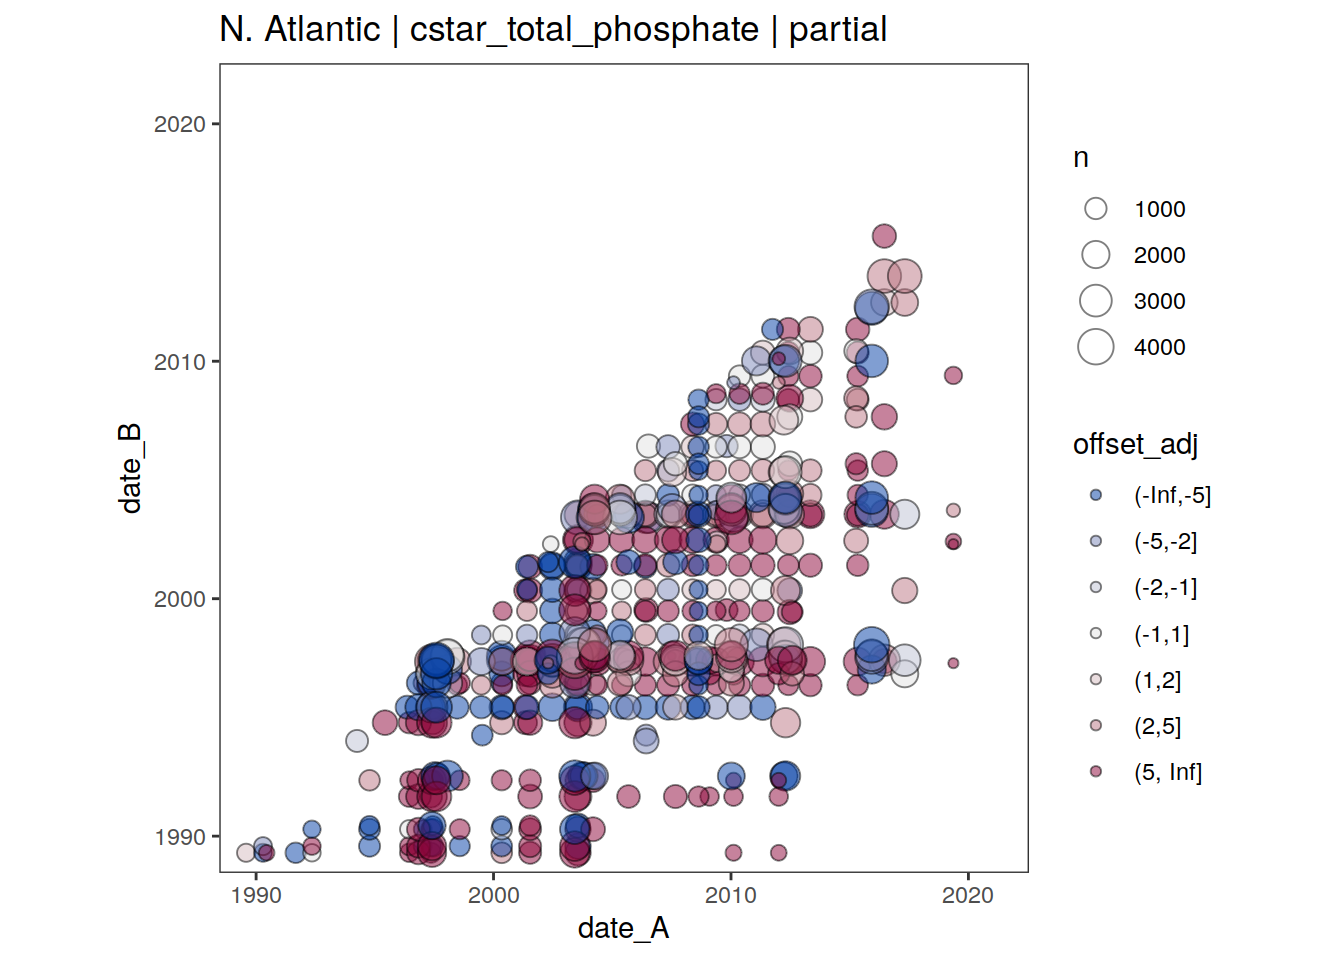 N. Atlantic | cstar_total_phosphate | partial
date_B
2020
2010
2000
1990
1990
2000
2010
2020
date_A
n
1000
2000
3000
4000
offset_adj
(-Inf,-5]
(-5,-2]
(-2,-1]
(-1,1]
(1,2]
(2,5]
(5, Inf]